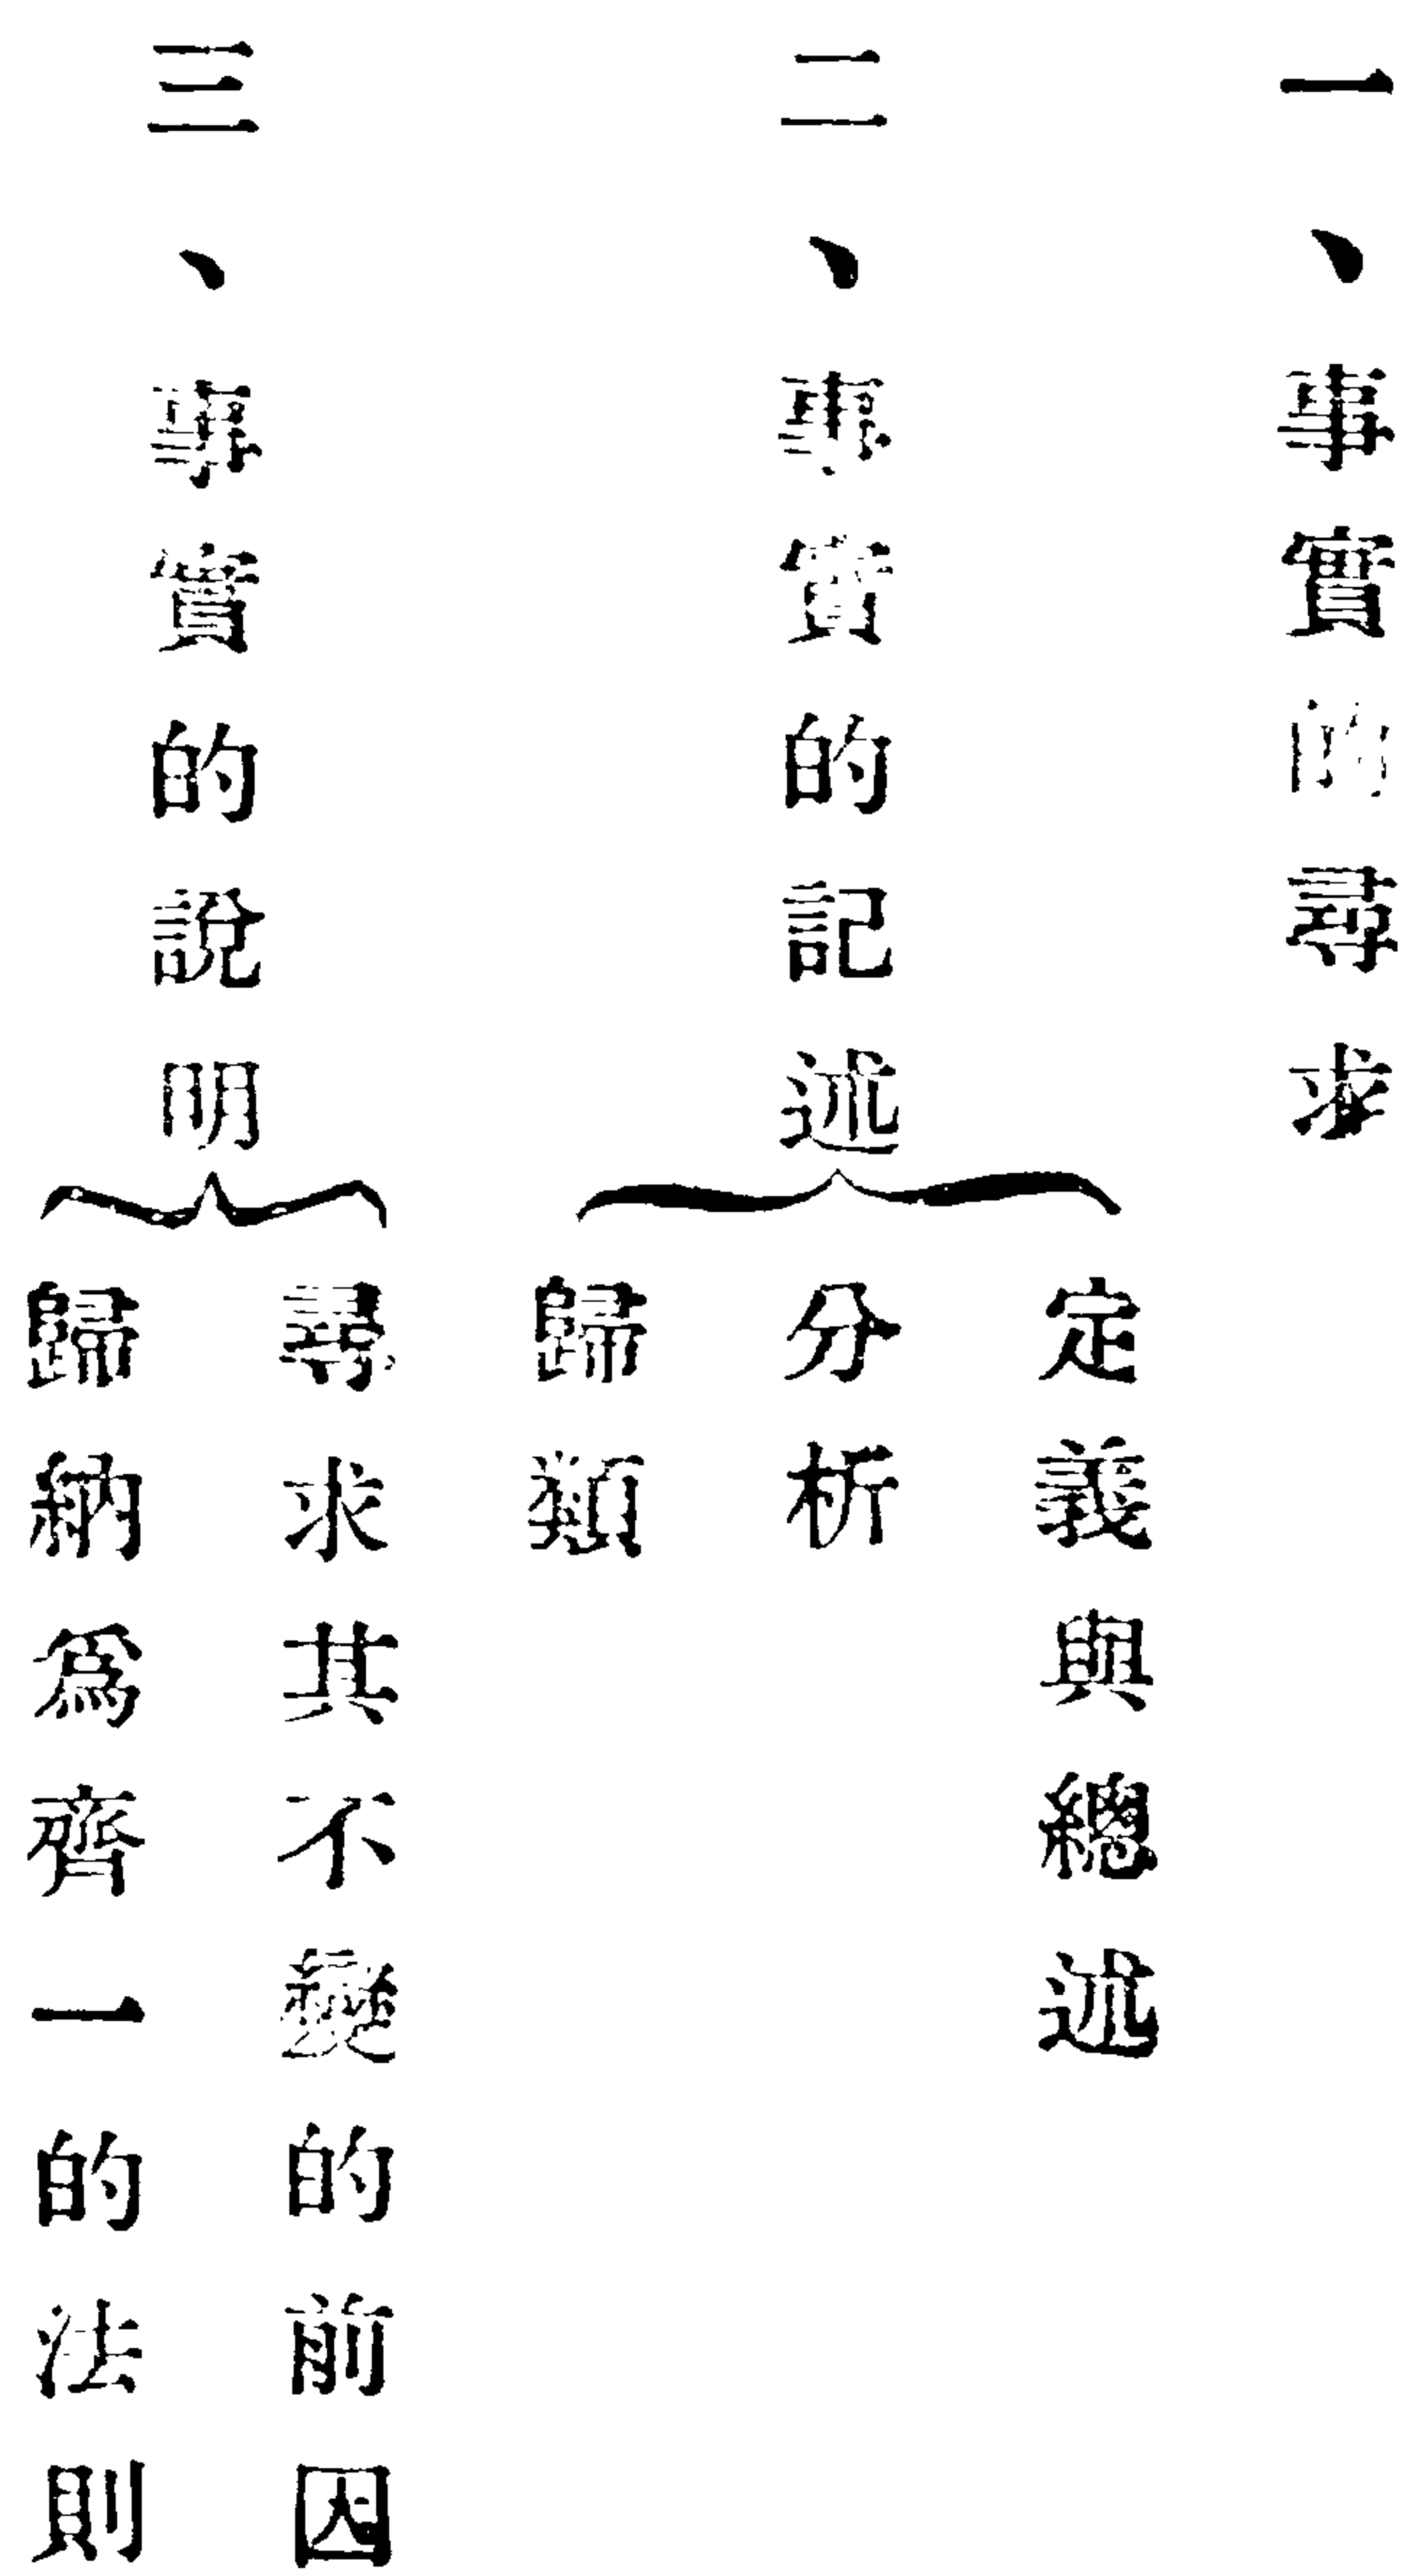 一、事實的尋求
二、事實的記述
定義與總述
分析
歸類
三、事實的說明
尋求其不變的前因
歸納爲齊一的法則